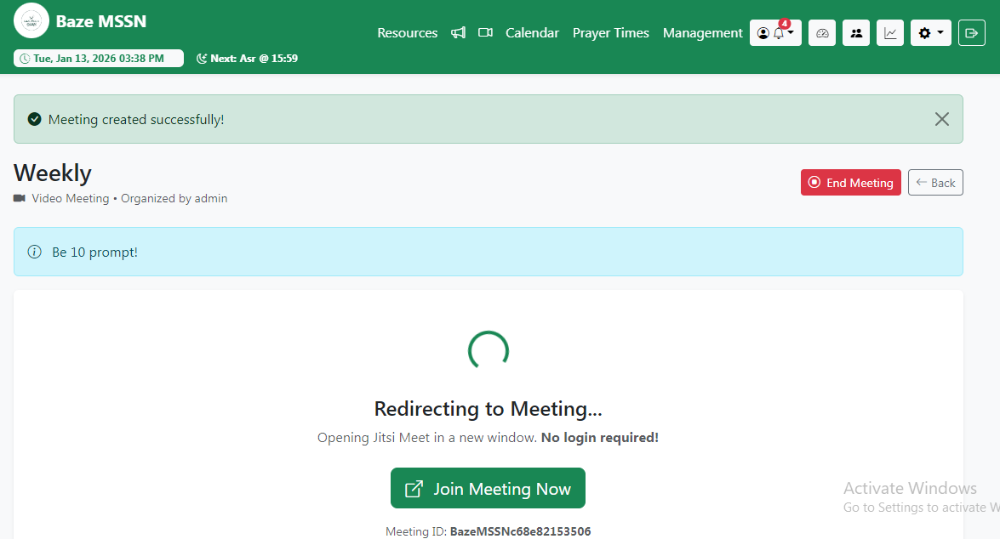 Baze MSSN
Resources
Calendar
Prayer Times
Management
4
Tue, Jan 13, 2026 03:38 PM
Next: Asr @ 15:59
Meeting created successfully!
Weekly
Video Meeting • Organized by admin
End Meeting
Back
Be 10 prompt!
Redirecting to Meeting...
Opening Jitsi Meet in a new window. No login required!
Join Meeting Now
Meeting ID: BazeMSSNc68e82153506
Activate Windows
Go to Settings to activate W